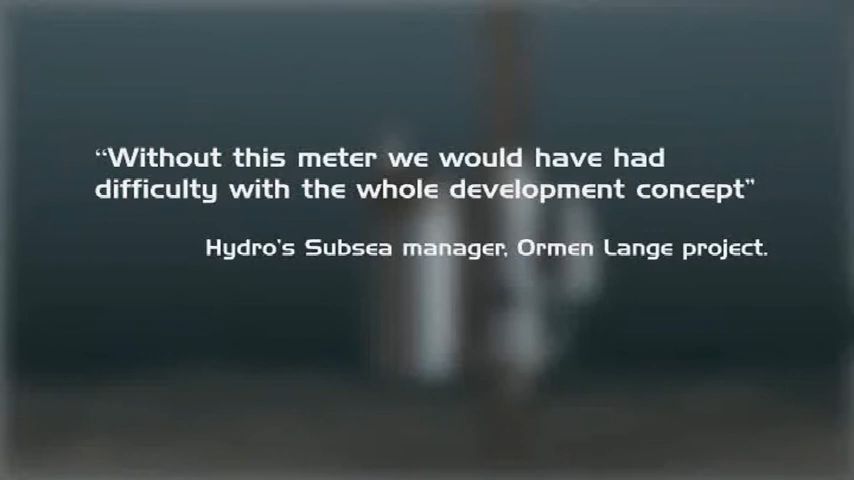 “Without this meter we would have had
difficulty with the whole development concept”
Hydro's Subsea manager, Ormen Lange project.